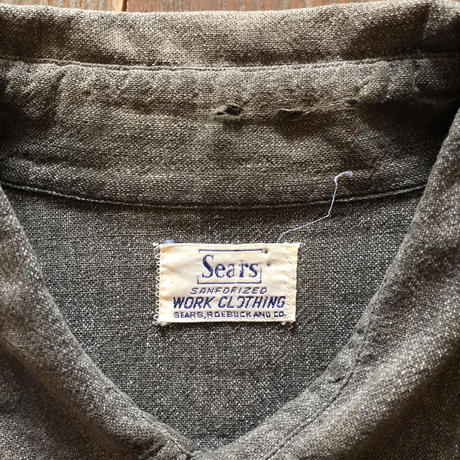 Sears
SANFORIZED
WORK CLOTHING
SEARS, ROEBUCK AND CO.